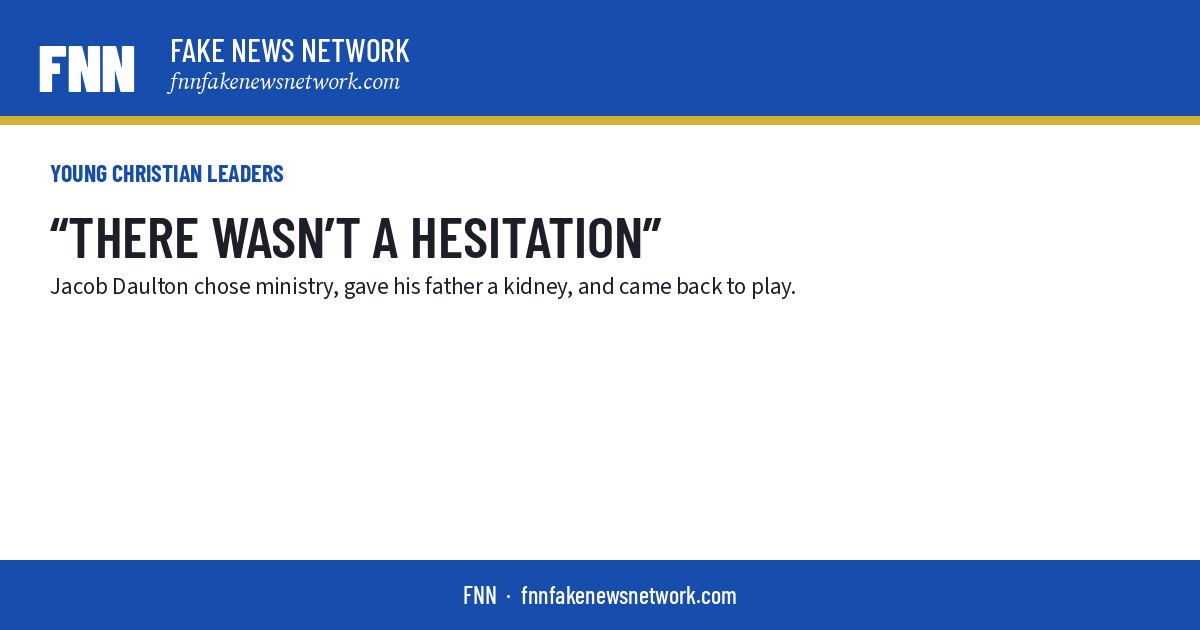 FNN
FAKE NEWS NETWORK
fnnfakenewsnetwork.com
YOUNG CHRISTIAN LEADERS
“THERE WASN’T A HESITATION”
Jacob Daulton chose ministry, gave his father a kidney, and came back to play.
FNN · fnnfakenewsnetwork.com